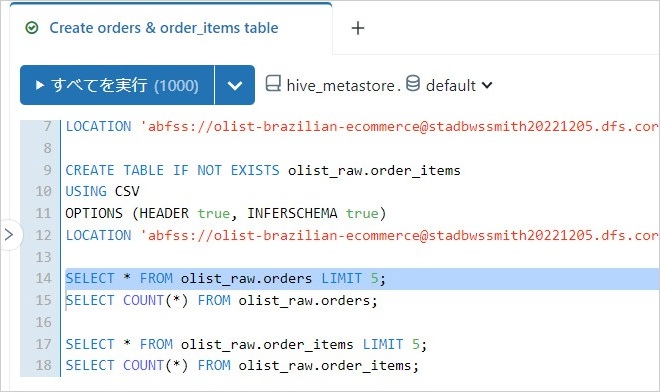 Create orders & order_items table +
すべてを実行 (1000) hive_metastore. default
7 LOCATION 'abfss://olist-brazilian-ecommerce@stadbwssmith20221205.dfs.cor
8
9 CREATE TABLE IF NOT EXISTS olist_raw.order_items
10 USING CSV
11 OPTIONS (HEADER true, INFERSCHEMA true)
12 LOCATION 'abfss://olist-brazilian-ecommerce@stadbwssmith20221205.dfs.cor
13
14 SELECT * FROM olist_raw.orders LIMIT 5;
15 SELECT COUNT(*) FROM olist_raw.orders;
16
17 SELECT * FROM olist_raw.order_items LIMIT 5;
18 SELECT COUNT(*) FROM olist_raw.order_items;